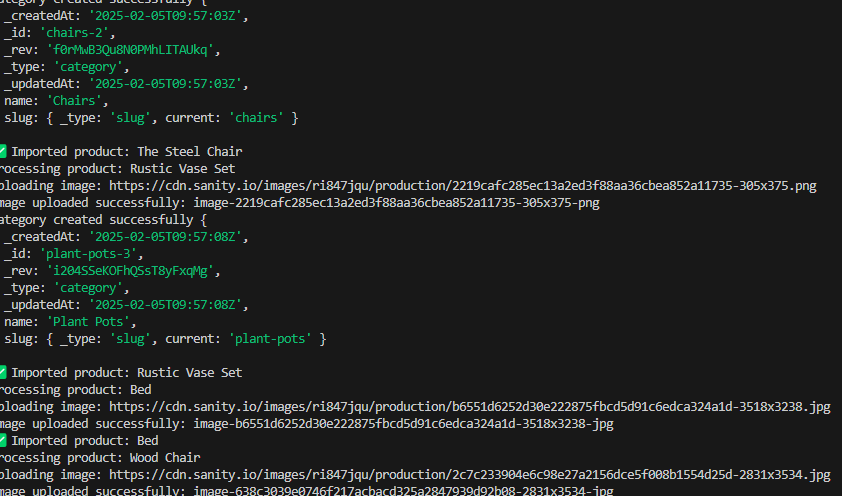 ategory created successfully {
_createdAt: '2025-02-05T09:57:03Z',
_id: 'chairs-2',
_rev: 'f0rMwB3Qu8N0PMhLITAUkq',
_type: 'category',
_updatedAt: '2025-02-05T09:57:03Z',
name: 'Chairs',
slug: { _type: 'slug', current: 'chairs' }
✅ Imported product: The Steel Chair
rocessing product: Rustic Vase Set
ploading image: https://cdn.sanity.io/images/ri847jqu/production/2219cafc285ec13a2ed3f88aa36cbea852a11735-305x375.png
mage uploaded successfully: image-2219cafc285ec13a2ed3f88aa36cbea852a11735-305x375-png
ategory created successfully {
_createdAt: '2025-02-05T09:57:08Z',
_id: 'plant-pots-3',
_rev: 'i204SSeKOFhQSsT8yFxqMg',
_type: 'category',
_updatedAt: '2025-02-05T09:57:08Z',
name: 'Plant Pots',
slug: { _type: 'slug', current: 'plant-pots' }
✅ Imported product: Rustic Vase Set
rocessing product: Bed
ploading image: https://cdn.sanity.io/images/ri847jqu/production/b6551d6252d30e222875fbcd5d91c6edca324a1d-3518x3238.jpg
mage uploaded successfully: image-b6551d6252d30e222875fbcd5d91c6edca324a1d-3518x3238-jpg
✅ Imported product: Bed
rocessing product: Wood Chair
ploading image: https://cdn.sanity.io/images/ri847jqu/production/2c7c233904e6c98e27a2156dce5f008b1554d25d-2831x3534.jpg
mage uploaded successfully: image-638c3039e0746f217acbacd325a2847939d92b08-2831x3534-jpg